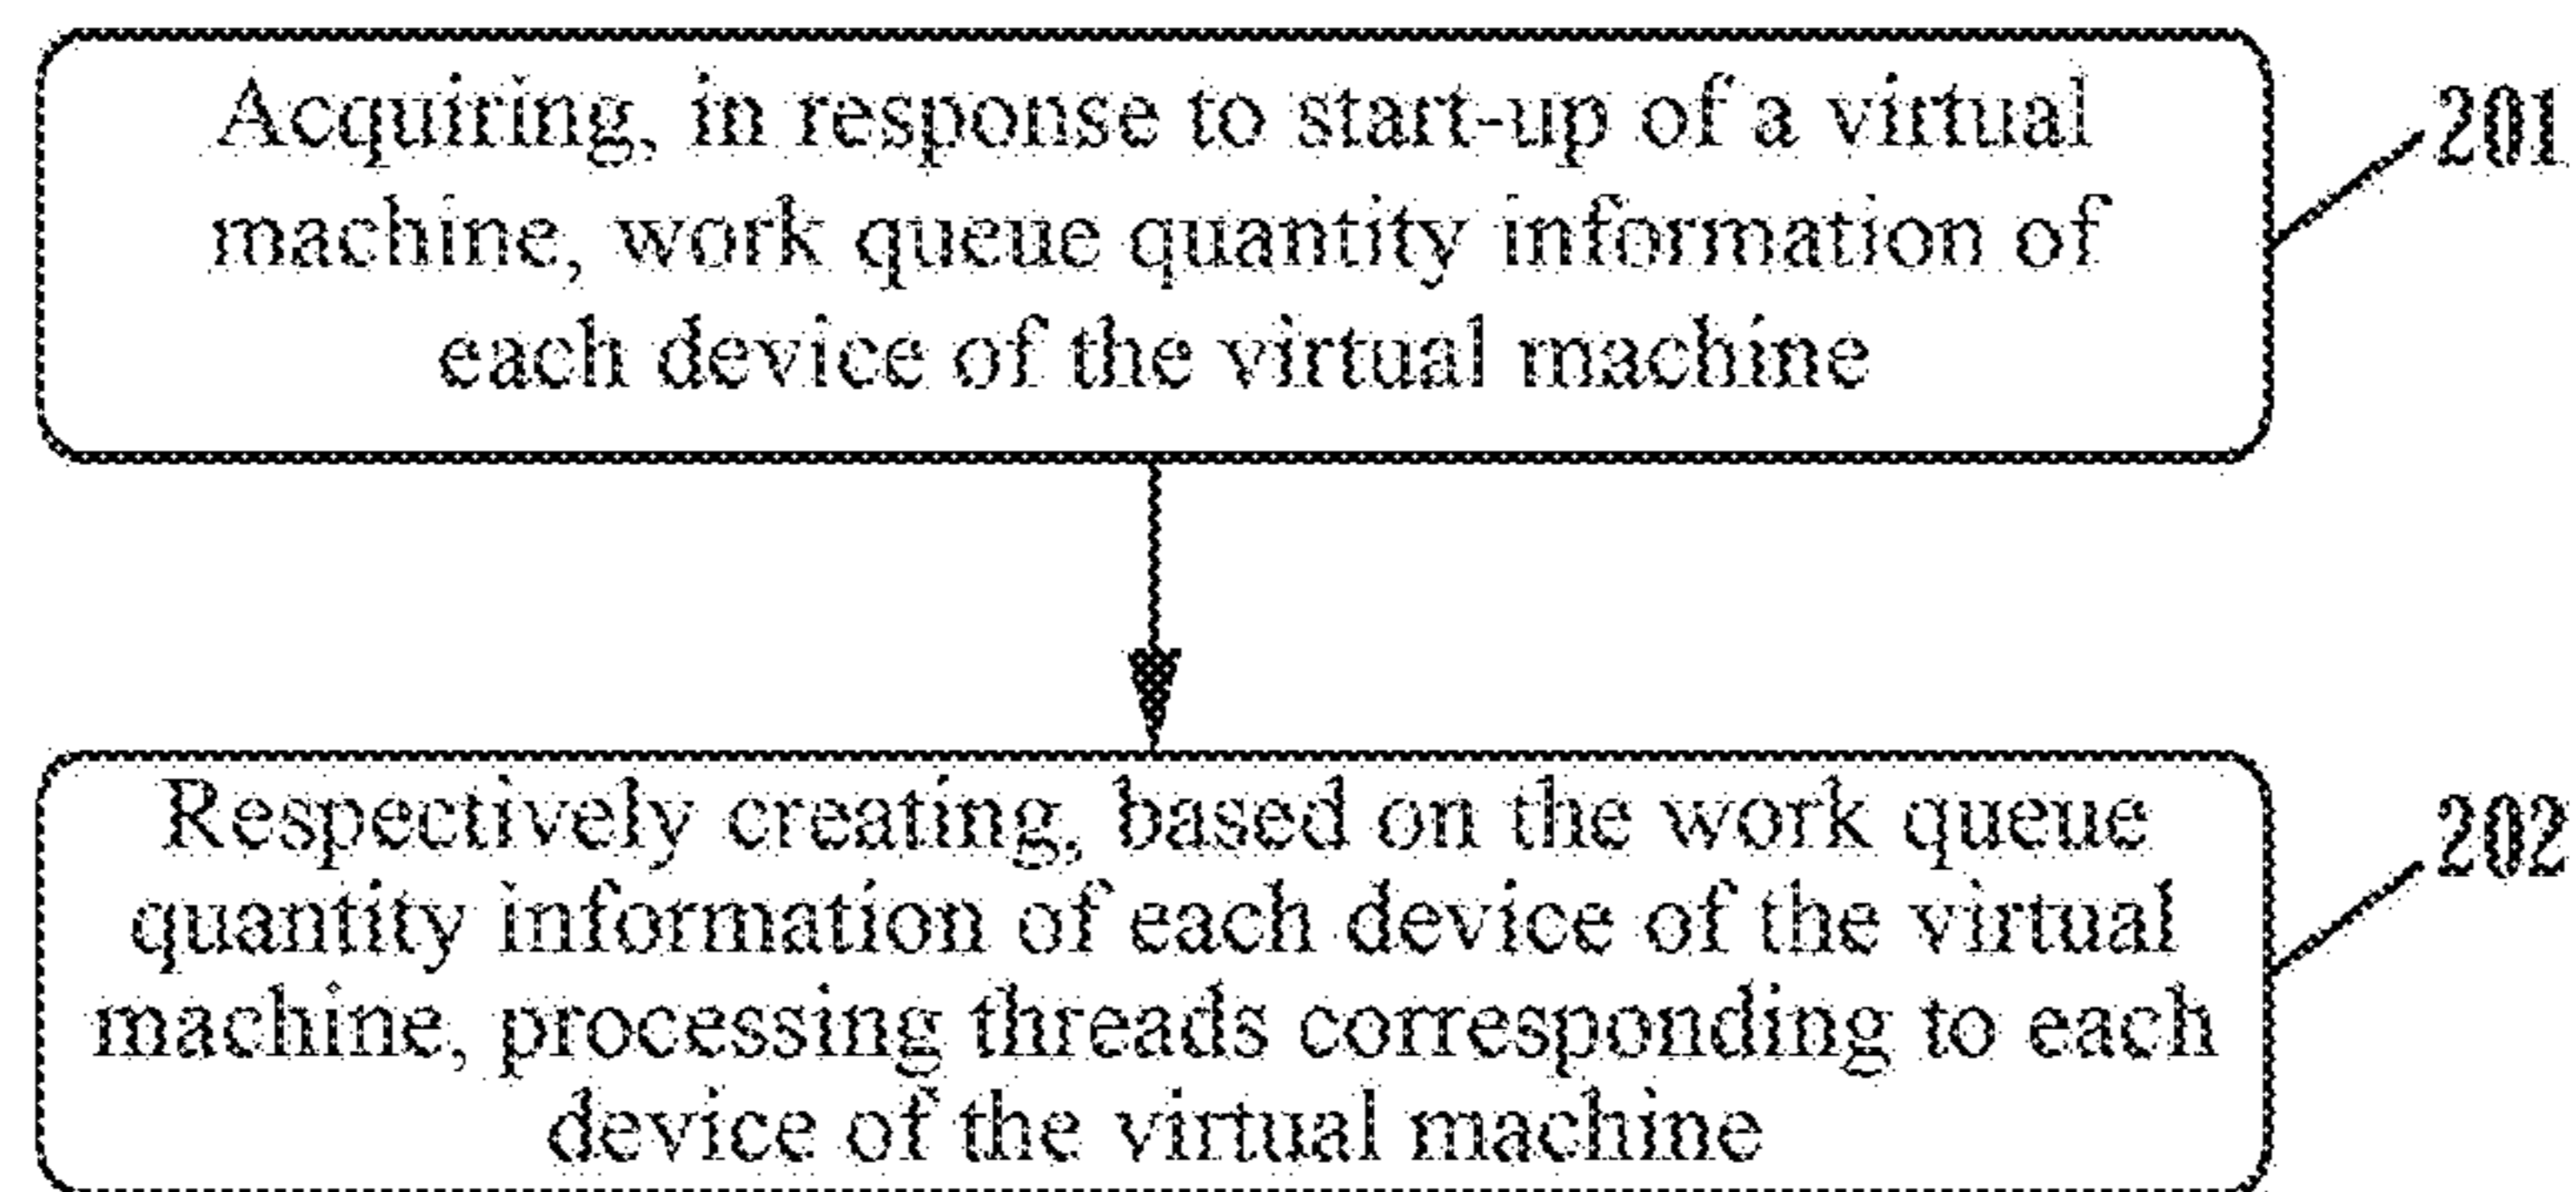 Acquiring, in response to start-up of a virtual
machine, work queue quantity information of
each device of the virtual machine
201
Respectively creating, based on the work queue
quantity information of each device of the virtual
machine, processing threads corresponding to each
device of the virtual machine
202